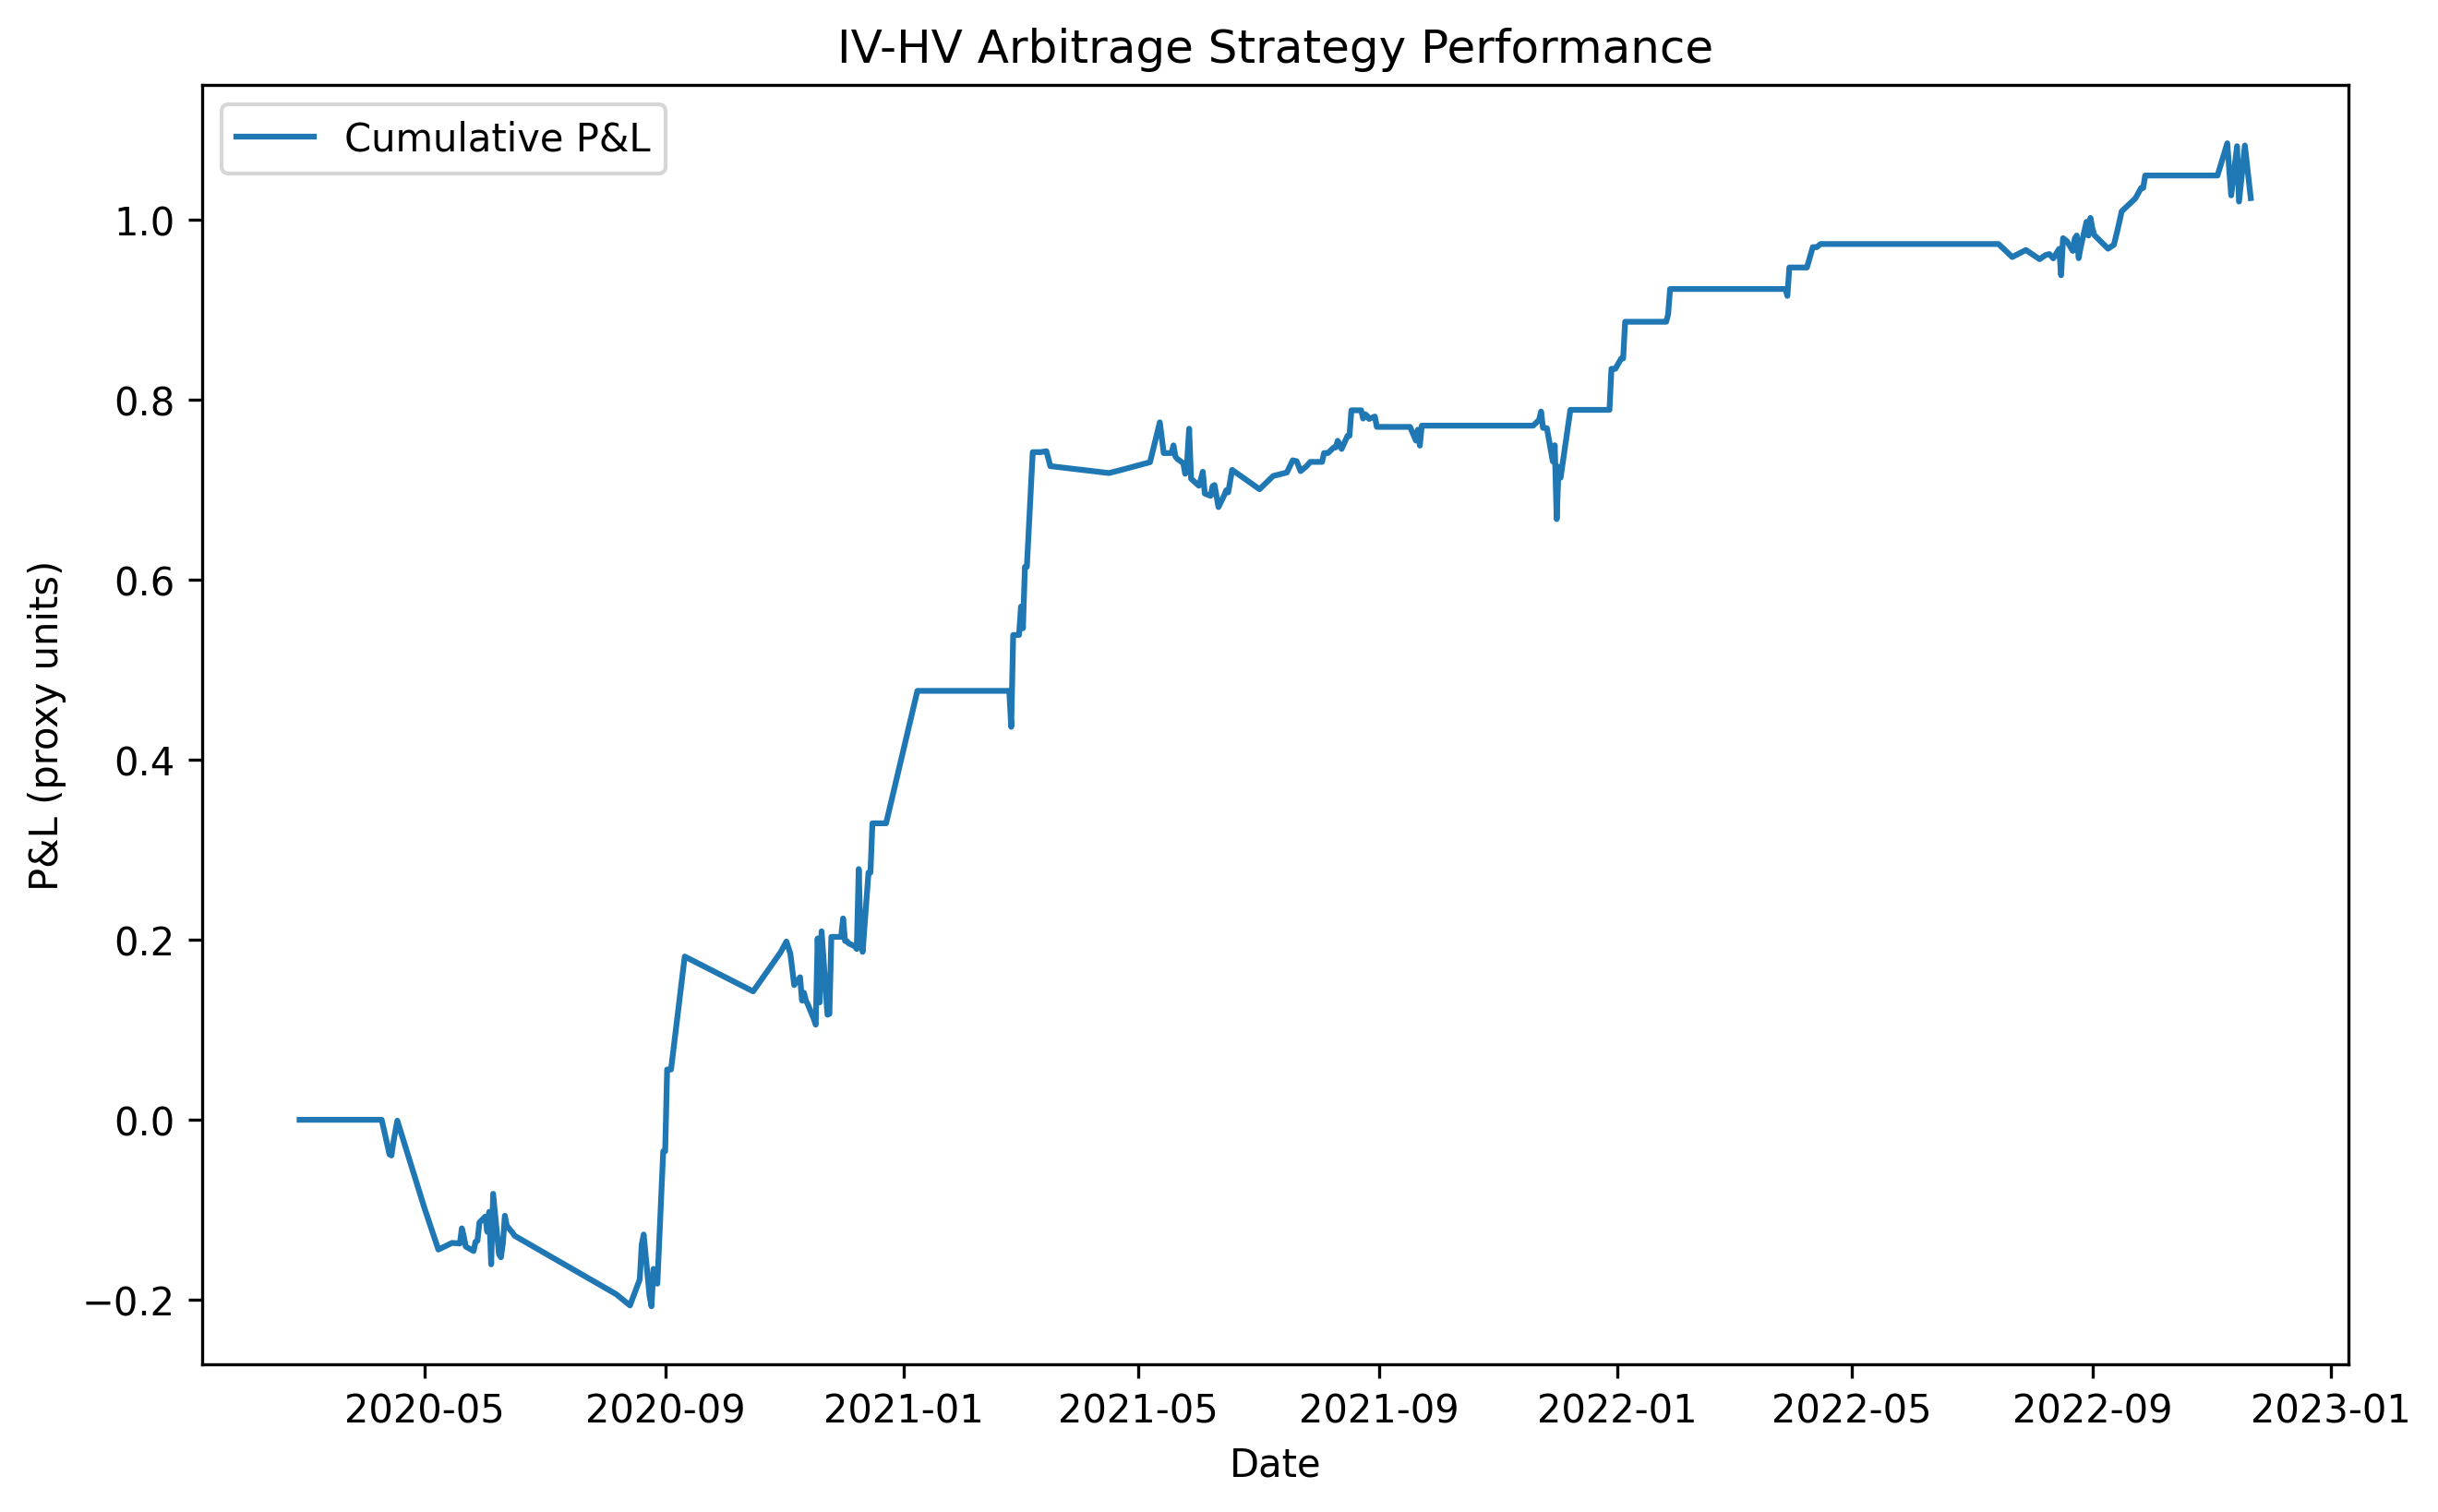 IV-HV Arbitrage Strategy Performance
Cumulative P&L
P&L (proxy units)
1.0
0.8
0.6
0.4
0.2
0.0
−0.2
2020-05 2020-09 2021-01 2021-05 2021-09 2022-01 2022-05 2022-09 2023-01
Date